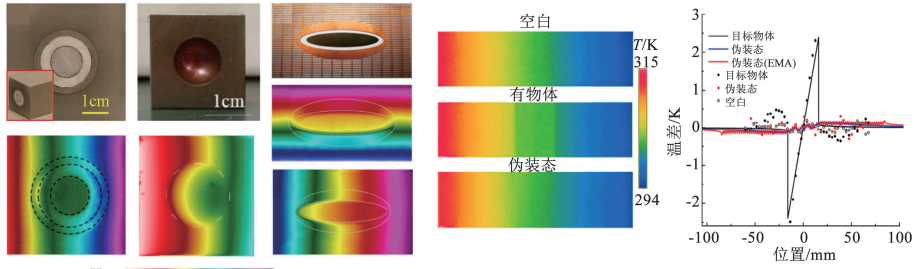 1cm
1cm
空白
有物体
伪装态
T/K
315
294
目标物体
伪装态
伪装态(EMA)
目标物体
伪装态
空白
温差/K
3
2
1
0
-1
-2
-100
-50
0
50
100
位置/mm